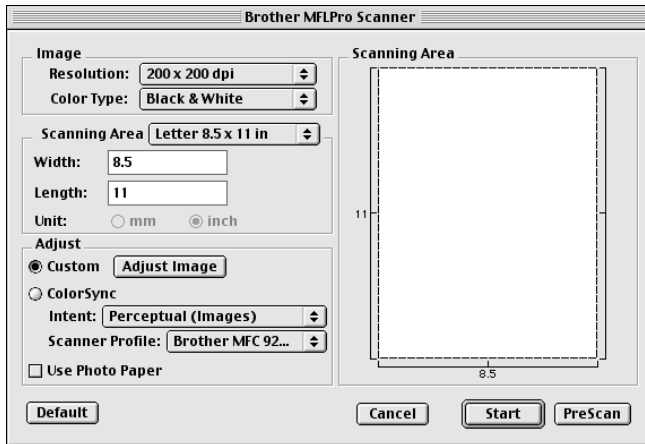 Brother MFLPro Scanner
Image
Resolution: 200 x 200 dpi
Color Type: Black & White
Scanning Area Letter 8.5 x 11 in
Width: 8.5
Length: 11
Unit: mm inch
Adjust
Custom Adjust Image
ColorSync
Intent: Perceptual (Images)
Scanner Profile: Brother MFC 92...
Use Photo Paper
Default
Scanning Area
11
8.5
Cancel Start PreScan